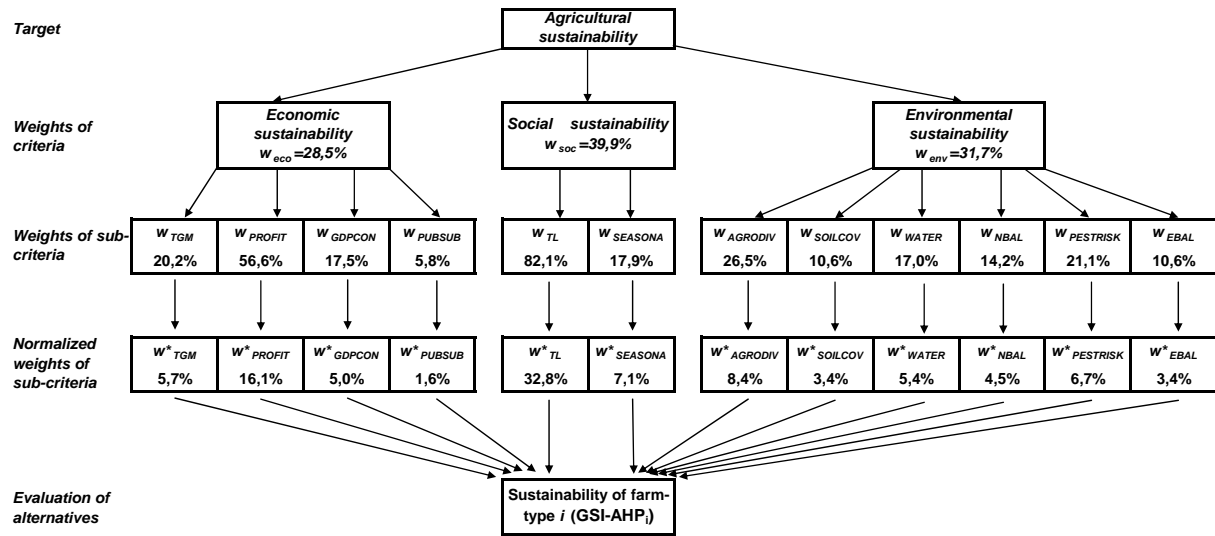 Target
Agricultural
sustainability
Weights of
criteria
Economic
sustainability
w eco =28,5%
Social sustainability
w soc =39,9%
Environmental
sustainability
w env =31,7%
Weights of sub-
criteria
w TGM
20,2%
w PROFIT
56,6%
w GDPCON
17,5%
w PUBSUB
5,8%
w TL
82,1%
w SEASONA
17,9%
w AGRODIV
26,5%
w SOILCOV
10,6%
w WATER
17,0%
w NBAL
14,2%
w PESTRISK
21,1%
w EBAL
10,6%
Normalized
weights of
sub-criteria
w* TGM
5,7%
w* PROFIT
16,1%
w* GDPCON
5,0%
w* PUBSUB
1,6%
w* TL
32,8%
w* SEASONA
7,1%
w* AGRODIV
8,4%
w* SOILCOV
3,4%
w* WATER
5,4%
w* NBAL
4,5%
w* PESTRISK
6,7%
w* EBAL
3,4%
Evaluation of
alternatives
Sustainability of farm-
type i (GSI-AHPi)